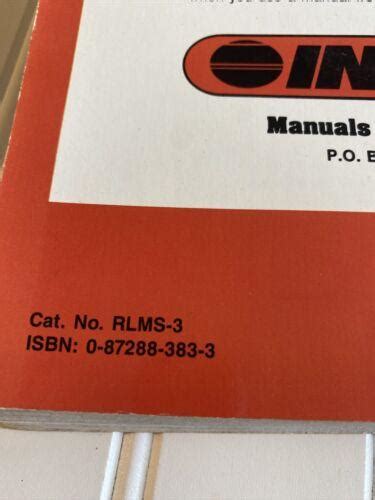 IN
Manuals
P.O.
Cat. No. RLMS-3
ISBN: 0-87288-383-3